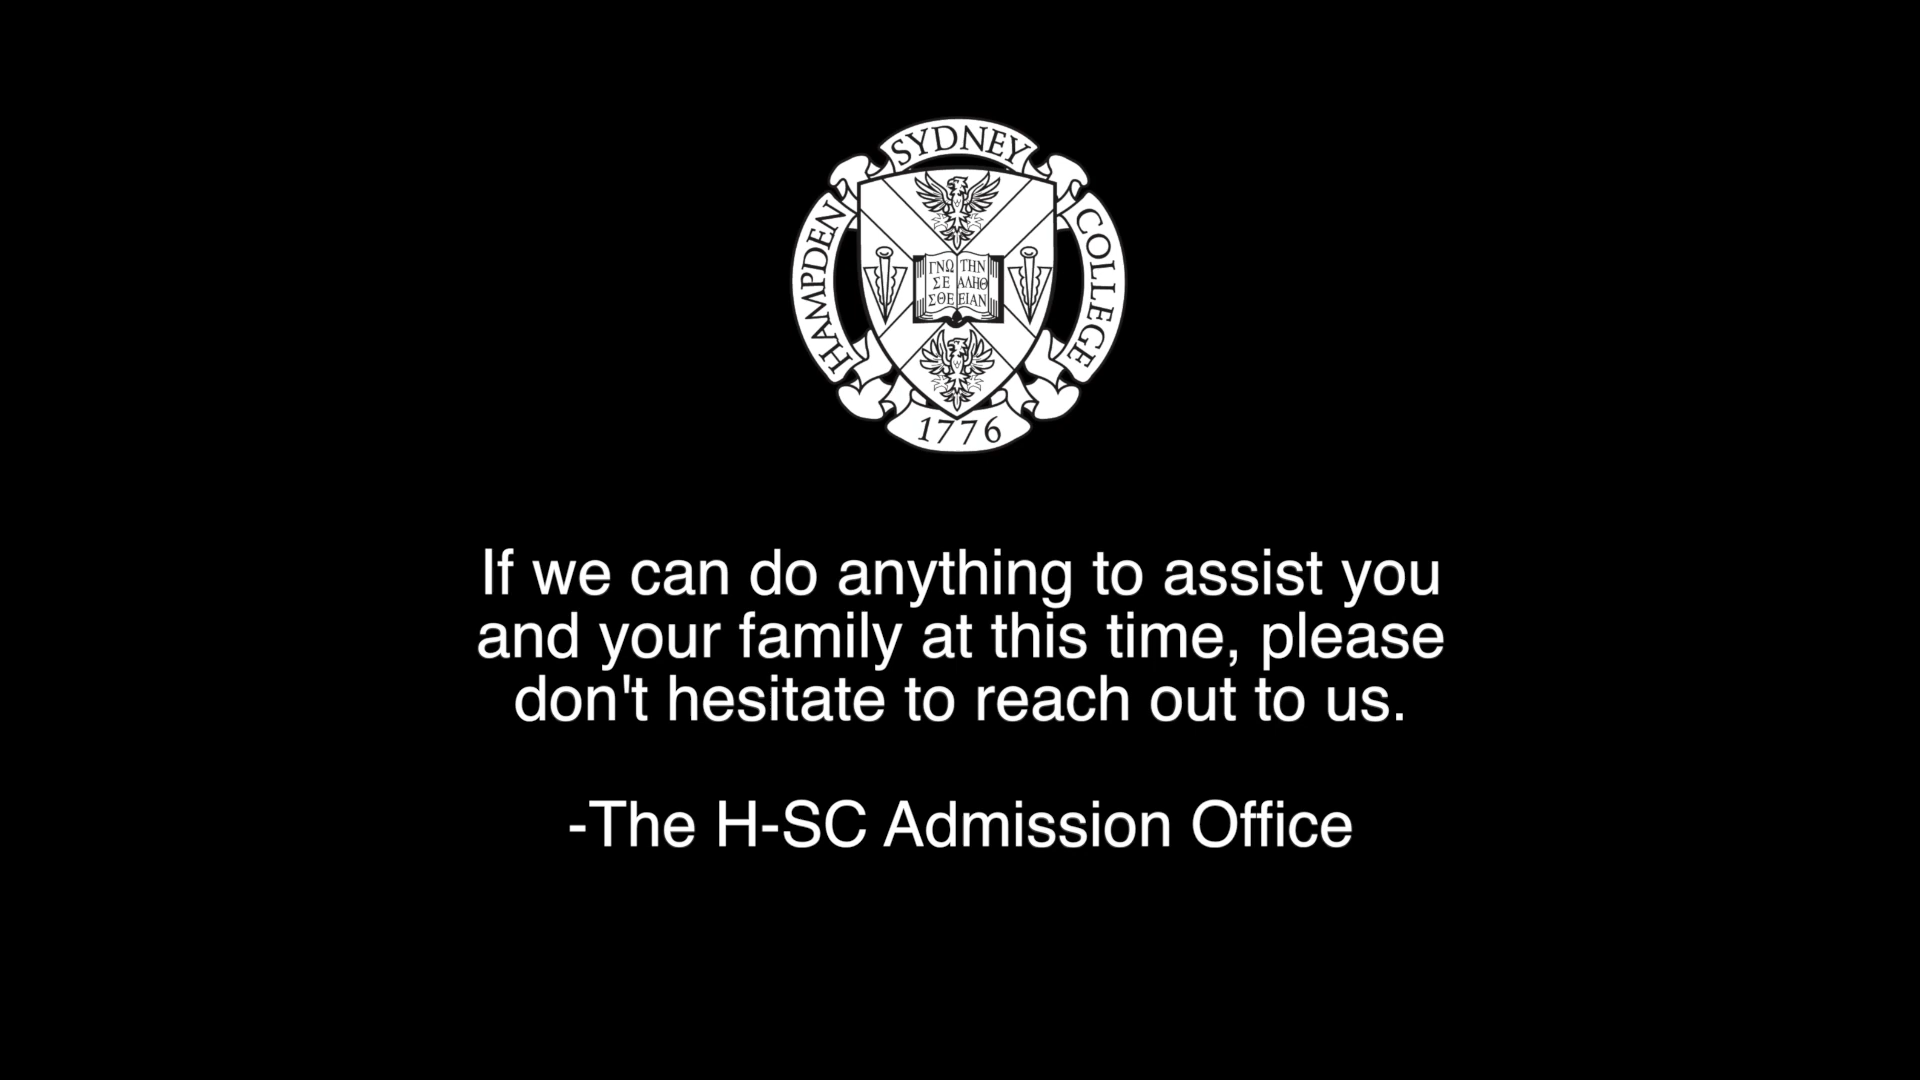 HAMPDEN SYDNEY COLLEGE
ΓΝΩ ΤΗΝ
ΣΕ ΑΛΗΘ
ΣΘΕ ΕΙΑΝ
1776
If we can do anything to assist you
and your family at this time, please
don't hesitate to reach out to us.
-The H-SC Admission Office